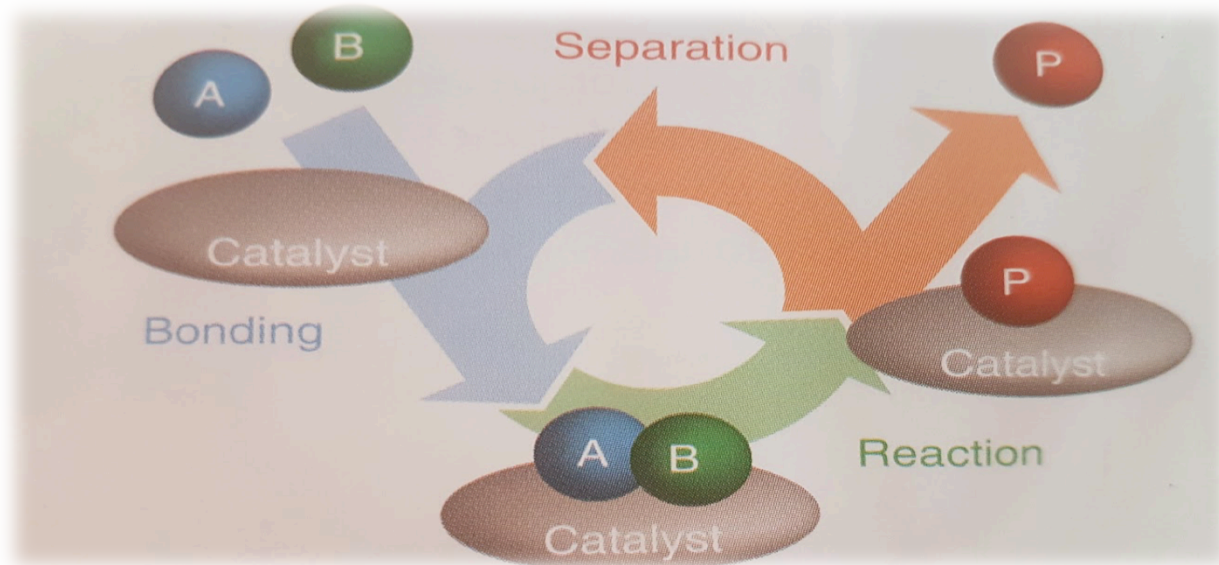 B
A
Separation
P
Catalyst
Bonding
P
Catalyst
A B
Reaction
Catalyst